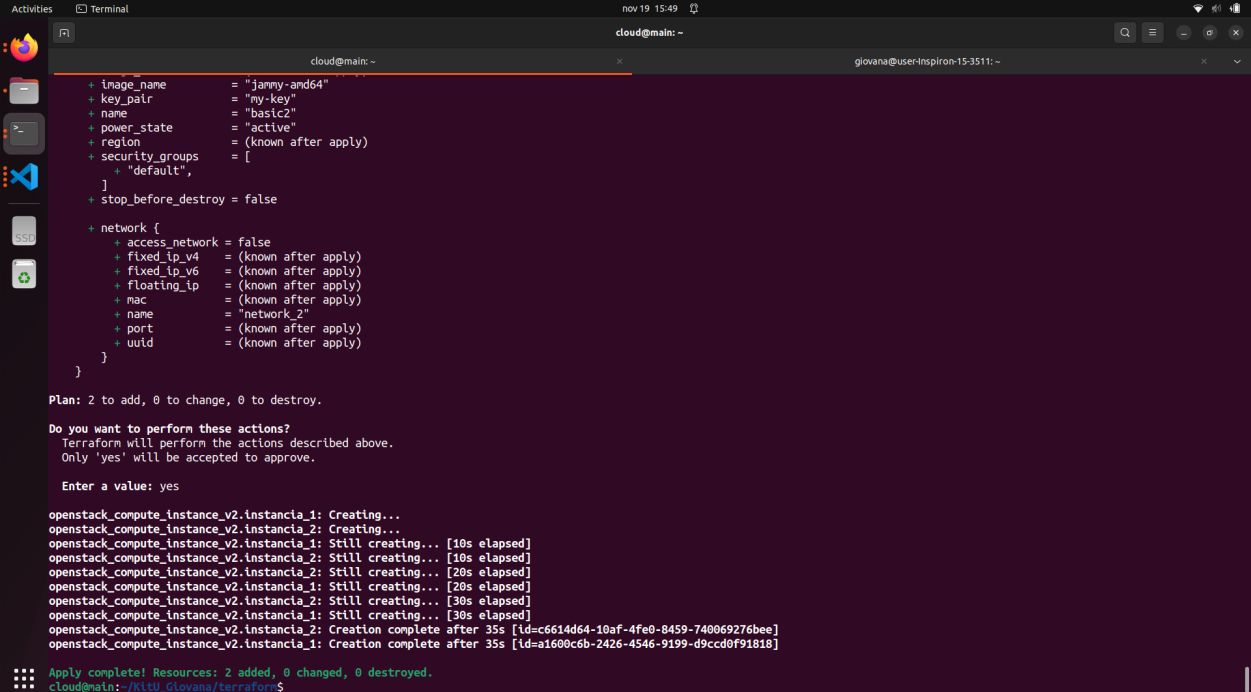 Activities
Terminal
nov 19 15:49
cloud@main: ~
cloud@main: ~ ×
giovana@user-Inspiron-15-3511: ~ ×
+ image_name = "jammy-amd64"
+ key_pair = "my-key"
+ name = "basic2"
+ power_state = "active"
+ region = (known after apply)
+ security_groups = [
+ "default",
]
+ stop_before_destroy = false
+ network {
+ access_network = false
+ fixed_ip_v4 = (known after apply)
+ fixed_ip_v6 = (known after apply)
+ floating_ip = (known after apply)
+ mac = (known after apply)
+ name = "network_2"
+ port = (known after apply)
+ uuid = (known after apply)
}
}
Plan: 2 to add, 0 to change, 0 to destroy.
Do you want to perform these actions?
Terraform will perform the actions described above.
Only 'yes' will be accepted to approve.
Enter a value: yes
openstack_compute_instance_v2.instancia_1: Creating...
openstack_compute_instance_v2.instancia_2: Creating...
openstack_compute_instance_v2.instancia_1: Still creating... [10s elapsed]
openstack_compute_instance_v2.instancia_2: Still creating... [10s elapsed]
openstack_compute_instance_v2.instancia_2: Still creating... [20s elapsed]
openstack_compute_instance_v2.instancia_1: Still creating... [20s elapsed]
openstack_compute_instance_v2.instancia_2: Still creating... [30s elapsed]
openstack_compute_instance_v2.instancia_1: Still creating... [30s elapsed]
openstack_compute_instance_v2.instancia_2: Creation complete after 35s [id=c6614d64-10af-4fe0-8459-740069276bee]
openstack_compute_instance_v2.instancia_1: Creation complete after 35s [id=a1600c6b-2426-4546-9199-d9ccd0f91818]
Apply complete! Resources: 2 added, 0 changed, 0 destroyed.
cloud@main:~/KitU_Giovana/terraform$
SSD